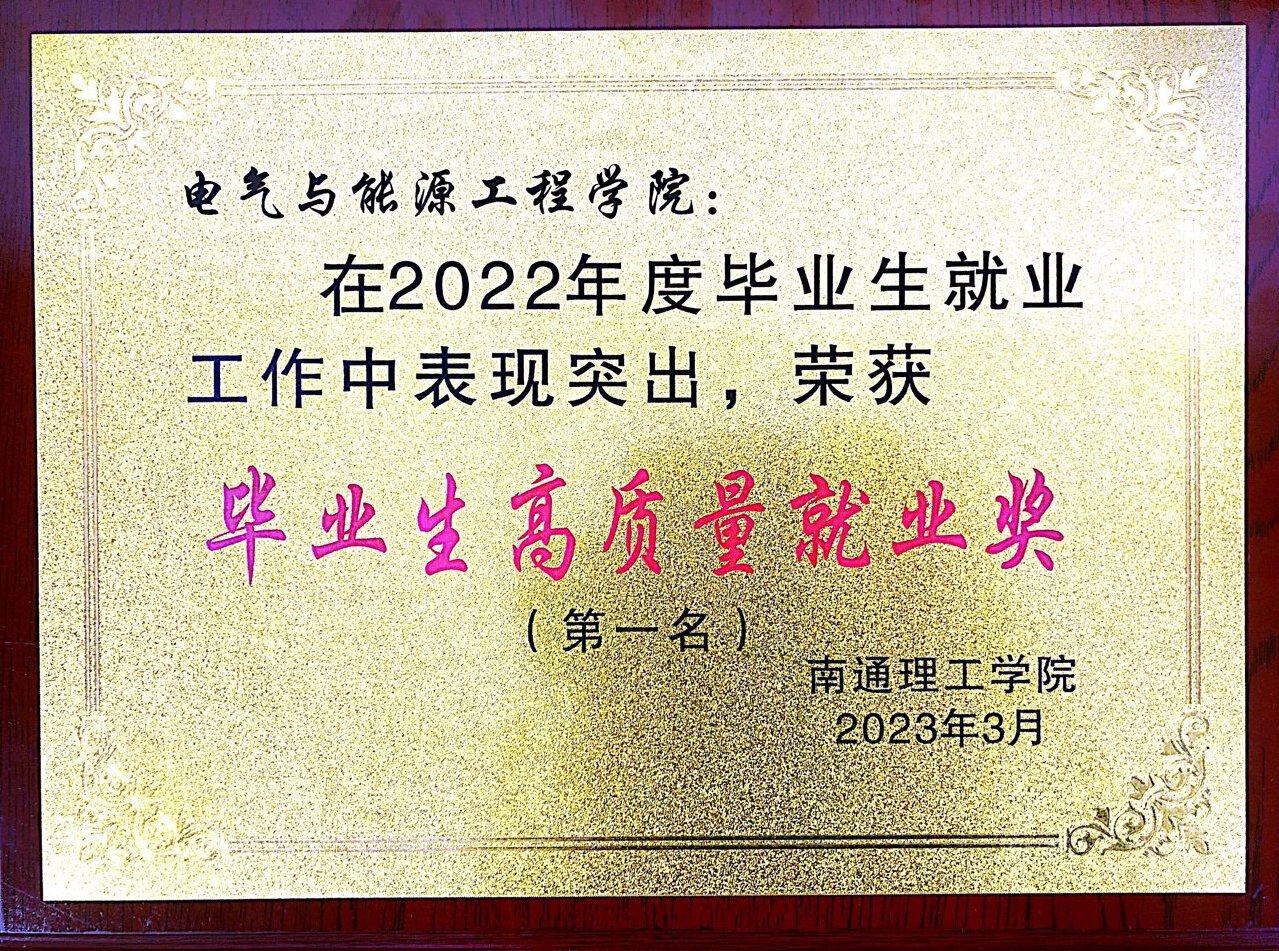 电气与能源工程学院：
在2022年度毕业生就业
工作中表现突出，荣获
毕业生高质量就业奖
（第一名）
南通理工学院
2023年3月